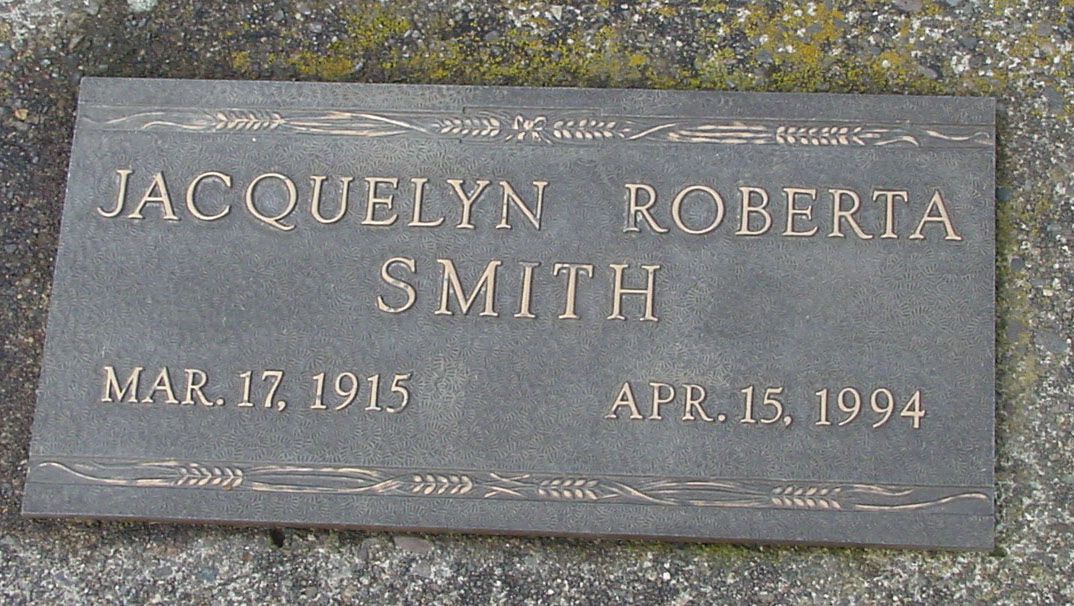 JACQUELYN ROBERTA
SMITH
MAR. 17, 1915 APR. 15, 1994